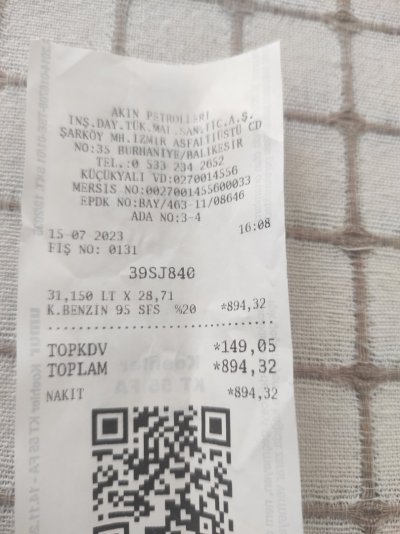 AKIN PETROLLERİ
İNŞ.DAY.TÜK.MAL.SAN.TİC.A.Ş.
ŞARKÖY MH.İZMİR ASFALTIÜSTÜ CD
NO:35 BURHANİYE/BALIKESİR
TEL.:0 533 234 2652
KÜÇÜKYALI VD:0270014556
MERSIS NO:0027001455600033
EPDK NO:BAY/463-11/08646
ADA NO:3-4
15-07 2023 16:08
FİŞ NO: 0131
39SJ840
31,150 LT X 28,71
K.BENZIN 95 SFS %20 *894,32
TOPKDV *149,05
TOPLAM *894,32
NAKİT *894,32